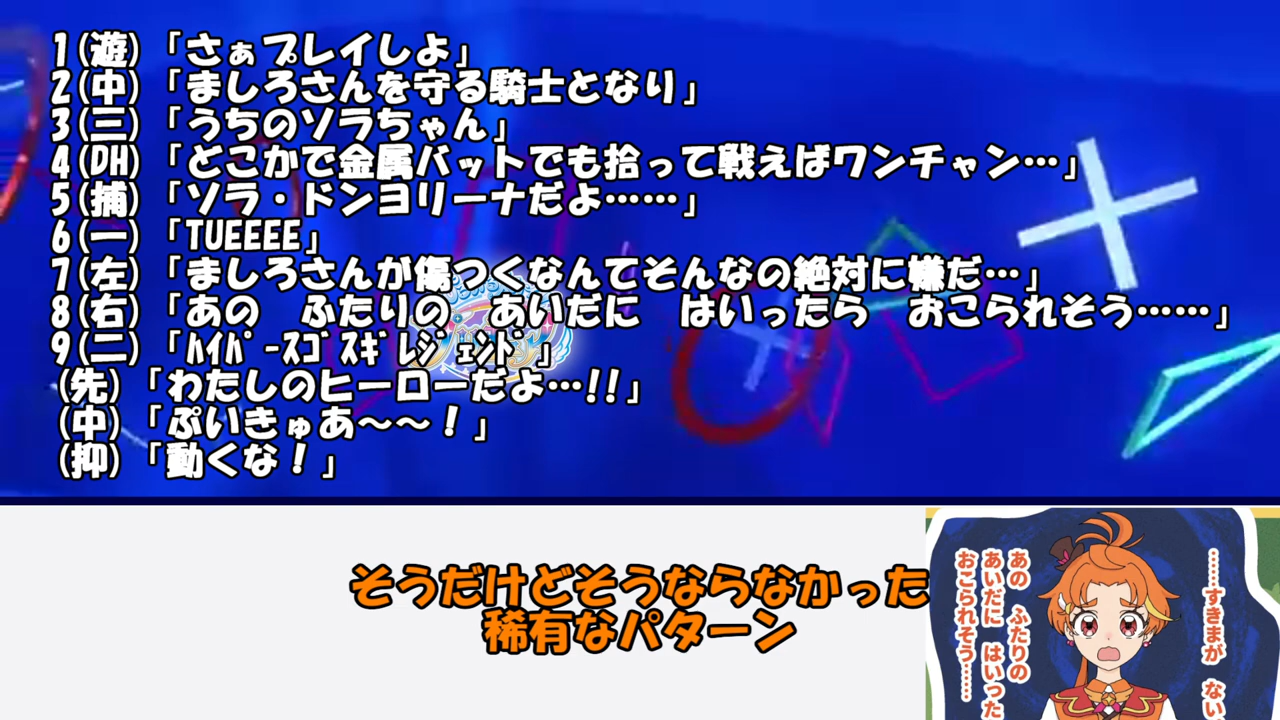 1(遊)「さぁプレイしよ」
2(中)「ましろさんを守る騎士となり」
3(三)「うちのソラちゃん」
4(DH)「どこかで金属バットでも拾って戦えばワンチャン…」
5(捕)「ソラ・ドンヨリーナだよ……」
6(一)「TUEEEE」
7(左)「ましろさんが傷つくなんてそんなの絶対に嫌だ…」
8(右)「あの　ふたりの　あいだに　はいったら　おこられそう……」
9(二)「ﾊｲﾊﾟｰｽｺﾞｽｷﾞﾚｼﾞｪﾝﾄﾞ」
(先)「わたしのヒーローだよ…!!」
(中)「ぷいきゅあ～～！」
(抑)「動くな！」
そうだけどそうならなかった
稀有なパターン
……すきまが　ない
あの　ふたりの
あいだに　はいった
おこられそう……